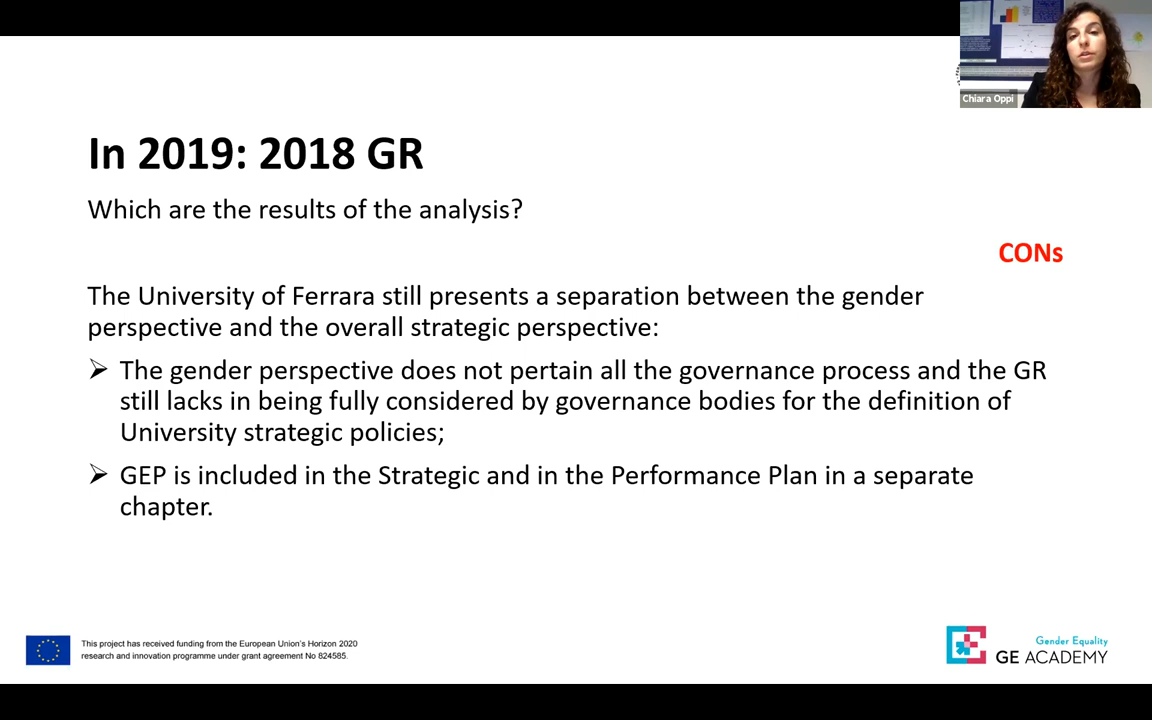 Chiara Oppi
In 2019: 2018 GR
Which are the results of the analysis?
CONs
The University of Ferrara still presents a separation between the gender
perspective and the overall strategic perspective:
➢ The gender perspective does not pertain all the governance process and the GR
still lacks in being fully considered by governance bodies for the definition of
University strategic policies;
➢ GEP is included in the Strategic and in the Performance Plan in a separate
chapter.
This project has received funding from the European Union's Horizon 2020
research and innovation programme under grant agreement No 824585.
Gender Equality
GE ACADEMY